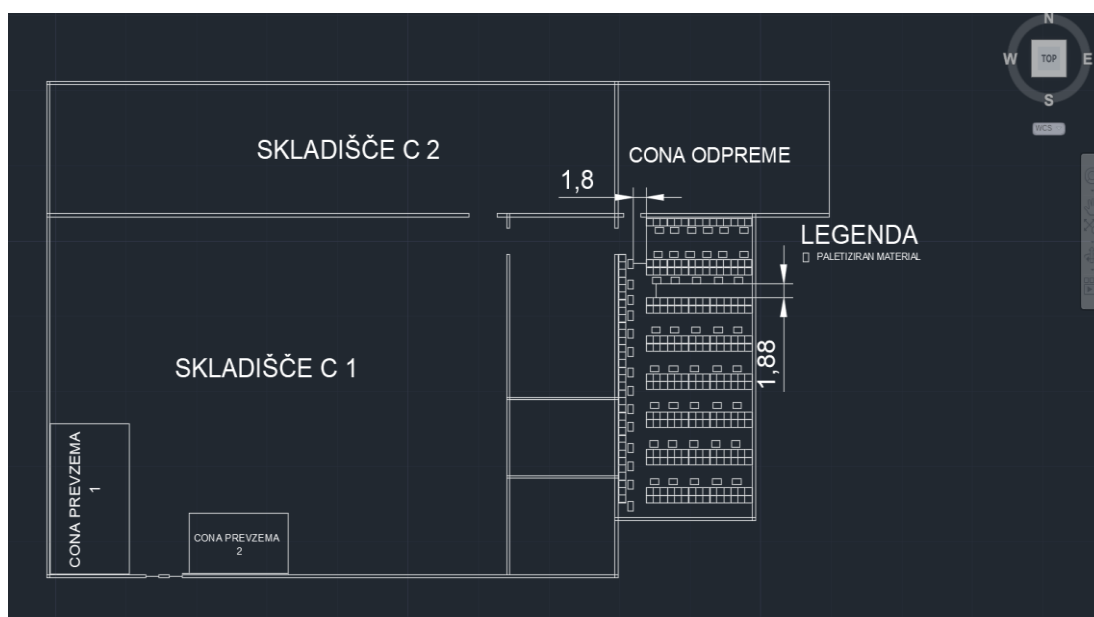 N
W
TOP
E
S
WCS
SKLADIŠČE C 2
CONA ODPREME
1,8
LEGENDA
PALETIZIRAN MATERIAL
1,88
SKLADIŠČE C 1
CONA PREVZEMA
1
CONA PREVZEMA
2